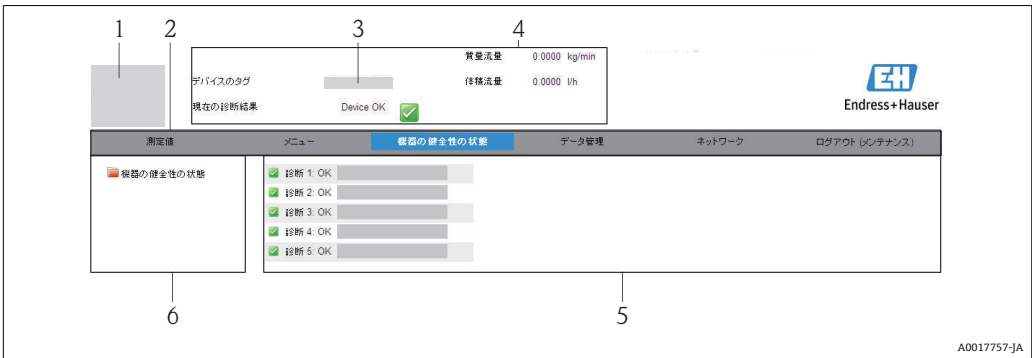 1 2 3 4
質量流量 0.0000 kg/min
デバイスのタグ 体積流量 0.0000 l/h
現在の診断結果 Device OK
EH
Endress+Hauser
測定値 メニュー 機器の健全性の状態 データ管理 ネットワーク ログアウト (メンテナンス)
機器の健全性の状態
診断 1: OK
診断 2: OK
診断 3: OK
診断 4: OK
診断 5: OK
6 5
A0017757-JA